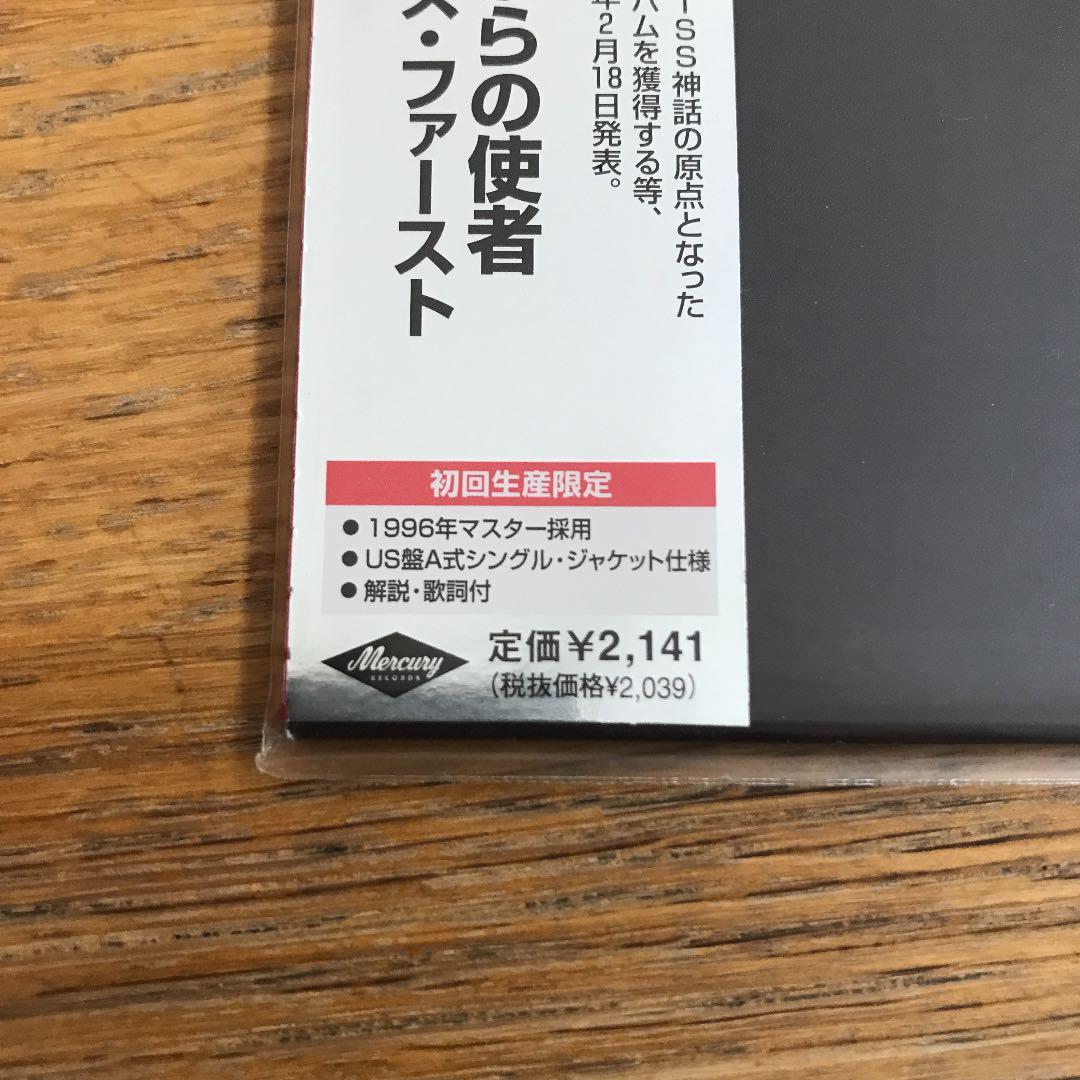 ISS神話の原点となった
ムを獲得する等、
年2月18日発表。
らの使者
ス・ファースト
初回生産限定
● 1996年マスター採用
● US盤A式シングル・ジャケット仕様
● 解説・歌詞付
Mercury
RECORDS
定価¥2,141
(税抜価格¥2,039)